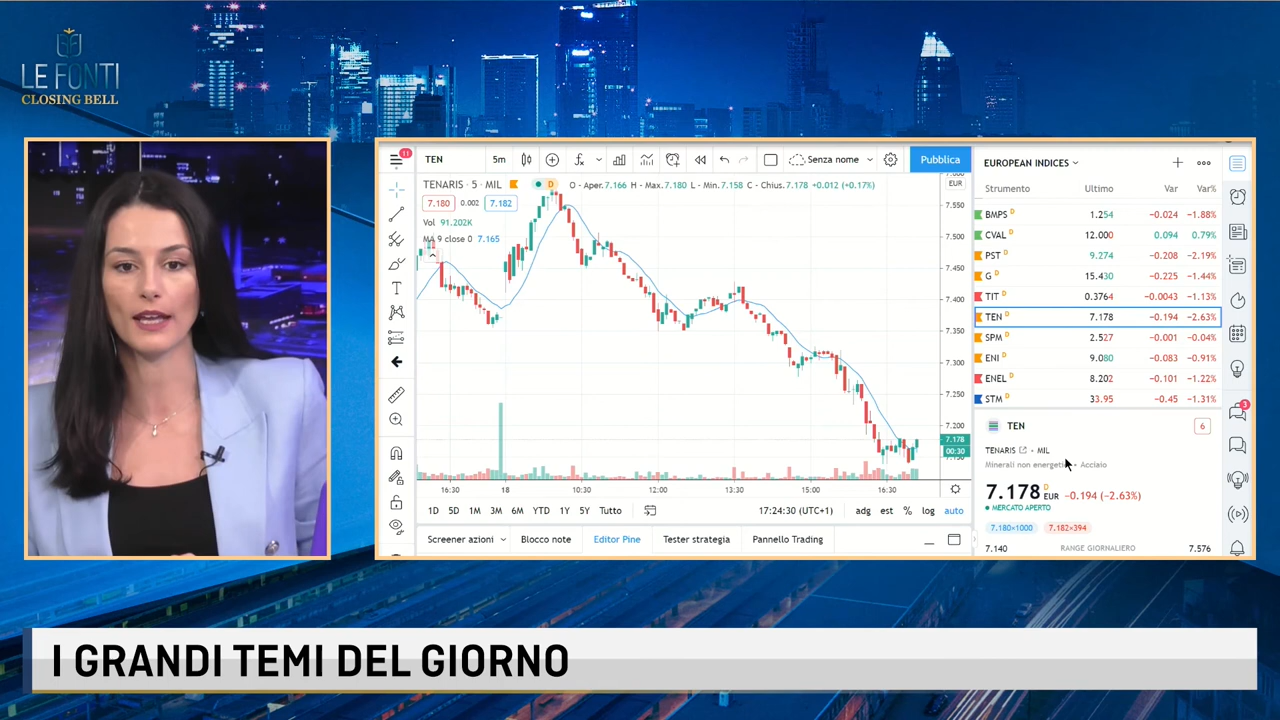 LE FONTI
CLOSING BELL
11
TEN
5m
Senza nome
Pubblica
TENARIS · 5 · MIL
D
O - Aper.7.166 H - Max.7.180 L - Min.7.158 C - Chius.7.178 +0.012 (+0.17%)
7.180
0.002
7.182
Vol 91.202K
MA 9 close 0 7.165
EUR
7.550
7.500
7.450
7.400
7.350
7.300
7.250
7.200
7.178
00:30
16:30
18
10:30
12:00
13:30
15:00
16:30
1D 5D 1M 3M 6M YTD 1Y 5Y Tutto
17:24:30 (UTC+1)
adg est % log auto
Screener azioni
Blocco note
Editor Pine
Tester strategia
Pannello Trading
EUROPEAN INDICES
Strumento Ultimo Var Var%
BMPS D 1.254 −0.024 −1.88%
CVAL D 12.000 0.094 0.79%
PST D 9.274 −0.208 −2.19%
G D 15.430 −0.225 −1.44%
TIT D 0.3764 −0.0043 −1.13%
TEN D 7.178 −0.194 −2.63%
SPM D 2.527 −0.001 −0.04%
ENI D 9.080 −0.083 −0.91%
ENEL D 8.202 −0.101 −1.22%
STM D 33.95 −0.45 −1.31%
3
TEN
6
TENARIS · MIL
Minerali non energetici · Acciaio
7.178 D EUR −0.194 (−2.63%)
MERCATO APERTO
7.180×1000
7.182×394
7.140 RANGE GIORNALIERO 7.576
I GRANDI TEMI DEL GIORNO